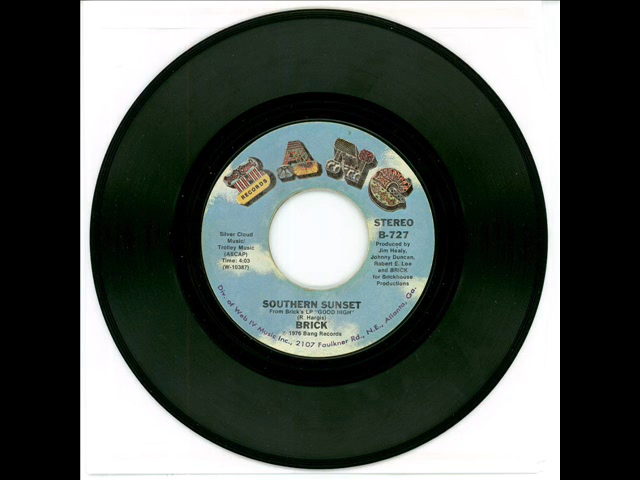 BANG
RECORDS
STEREO
B-727
Silver Cloud
Music/
Trolley Music
(ASCAP)
Time: 4:03
(W-10387)
Produced by
Jim Healy,
Johnny Duncan,
Robert E. Lee
and BRICK
for Brickhouse
Productions
SOUTHERN SUNSET
From Brick's LP "GOOD HIGH"
(R. Hargis)
BRICK
© 1976 Bang Records
Div. of Web IV Music Inc., 2107 Faulkner Rd., N.E., Atlanta, Ga.